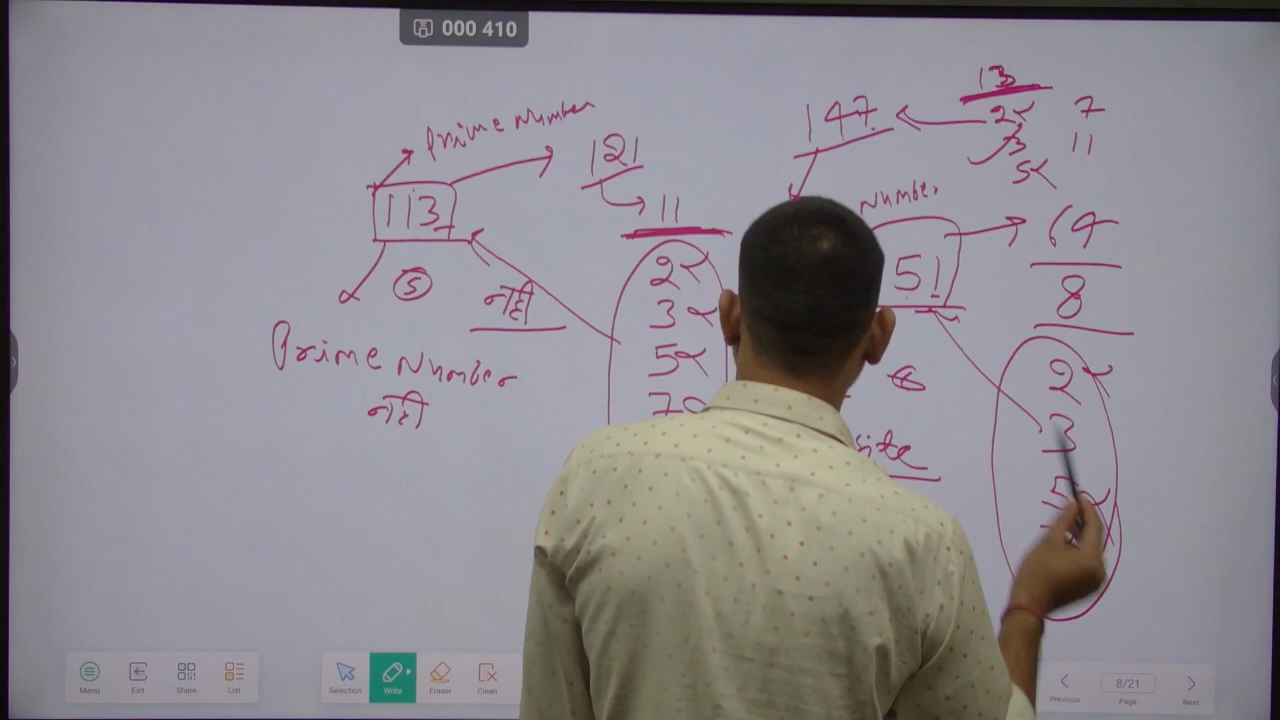 000 410
Prime Number
113
121
11
5
नही
Prime Number
नही
2
3
5
7
147
13
2 7
3 11
5
Number
51
64
8
site
2
3
5
Menu
Exit
Share
List
Selection
Write
Eraser
Clean
Previous
8/21
Page
Next